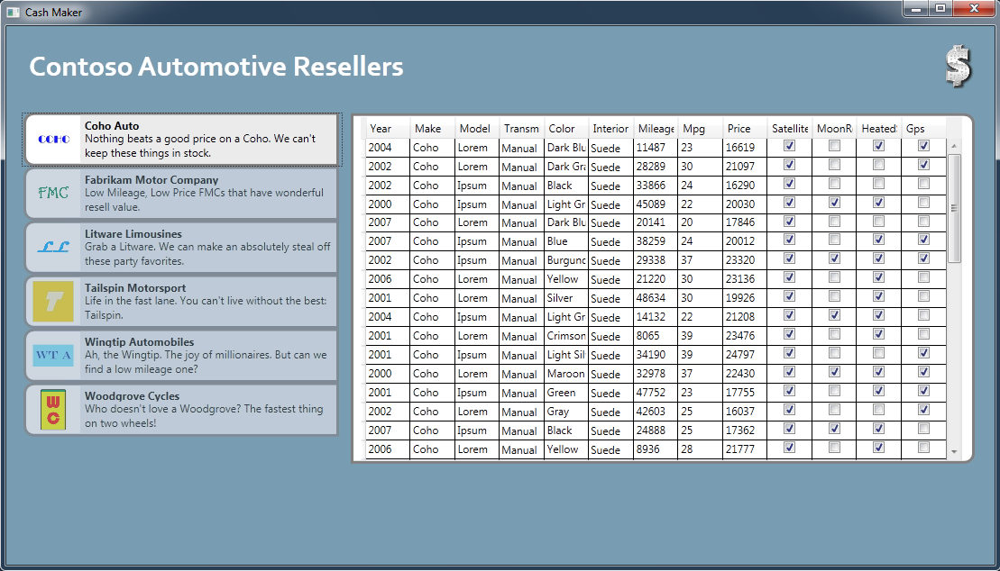 Cash Maker
Contoso Automotive Resellers
COHO
Coho Auto
Nothing beats a good price on a Coho. We can't
keep these things in stock.
FMC
Fabrikam Motor Company
Low Mileage, Low Price FMCs that have wonderful
resell value.
LL
Litware Limousines
Grab a Litware. We can make an absolutely steal off
these party favorites.
T
Tailspin Motorsport
Life in the fast lane. You can't live without the best:
Tailspin.
WT A
Wingtip Automobiles
Ah, the Wingtip. The joy of millionaires. But can we
find a low mileage one?
W
C
Woodgrove Cycles
Who doesn't love a Woodgrove? The fastest thing
on two wheels!
Year Make Model Transm Color Interior Mileage Mpg Price Satellite MoonR Heated Gps
2004 Coho Lorem Manual Dark Blu Suede 11487 23 16619
2002 Coho Lorem Manual Dark Gra Suede 28289 30 21097
2002 Coho Ipsum Manual Black Suede 33866 24 16290
2000 Coho Ipsum Manual Light Gr Suede 45089 22 20030
2007 Coho Lorem Manual Dark Blu Suede 20141 20 17846
2007 Coho Ipsum Manual Blue Suede 38259 24 20012
2002 Coho Ipsum Manual Burgunc Suede 29338 37 23320
2006 Coho Lorem Manual Yellow Suede 21220 30 23136
2001 Coho Ipsum Manual Silver Suede 48634 30 19926
2004 Coho Ipsum Manual Light Gr Suede 14132 22 21208
2001 Coho Lorem Manual Crimson Suede 8065 39 23476
2001 Coho Ipsum Manual Light Sil Suede 34190 39 24797
2000 Coho Lorem Manual Maroon Suede 32978 37 22430
2001 Coho Ipsum Manual Green Suede 47752 23 17755
2002 Coho Lorem Manual Gray Suede 42603 25 16037
2007 Coho Ipsum Manual Black Suede 24888 25 17362
2006 Coho Lorem Manual Yellow Suede 8936 28 21777